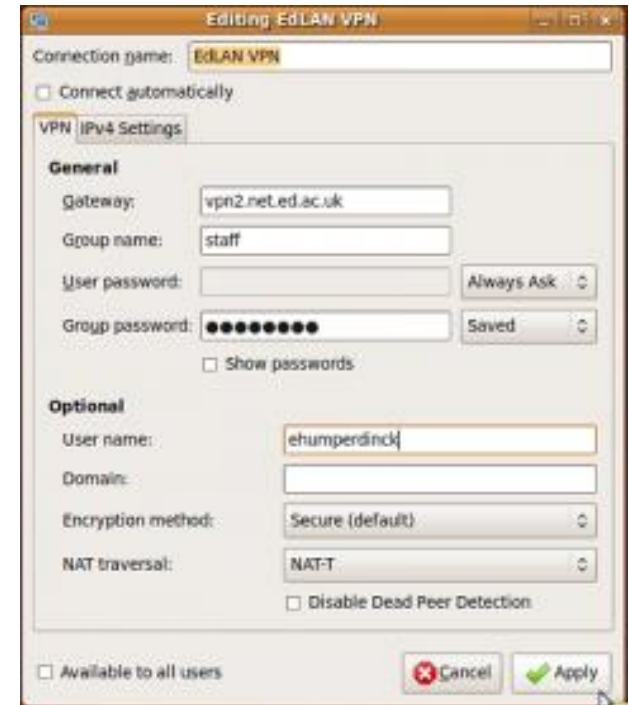 Editing EdLAN VPN
Connection name: EdLAN VPN
Connect automatically
VPN IPv4 Settings
General
Gateway: vpn2.net.ed.ac.uk
Group name: staff
User password: Always Ask
Group password: ●●●●●●●● Saved
Show passwords
Optional
User name: ehumperdinck
Domain:
Encryption method: Secure (default)
NAT traversal: NAT-T
Disable Dead Peer Detection
Available to all users
Cancel Apply